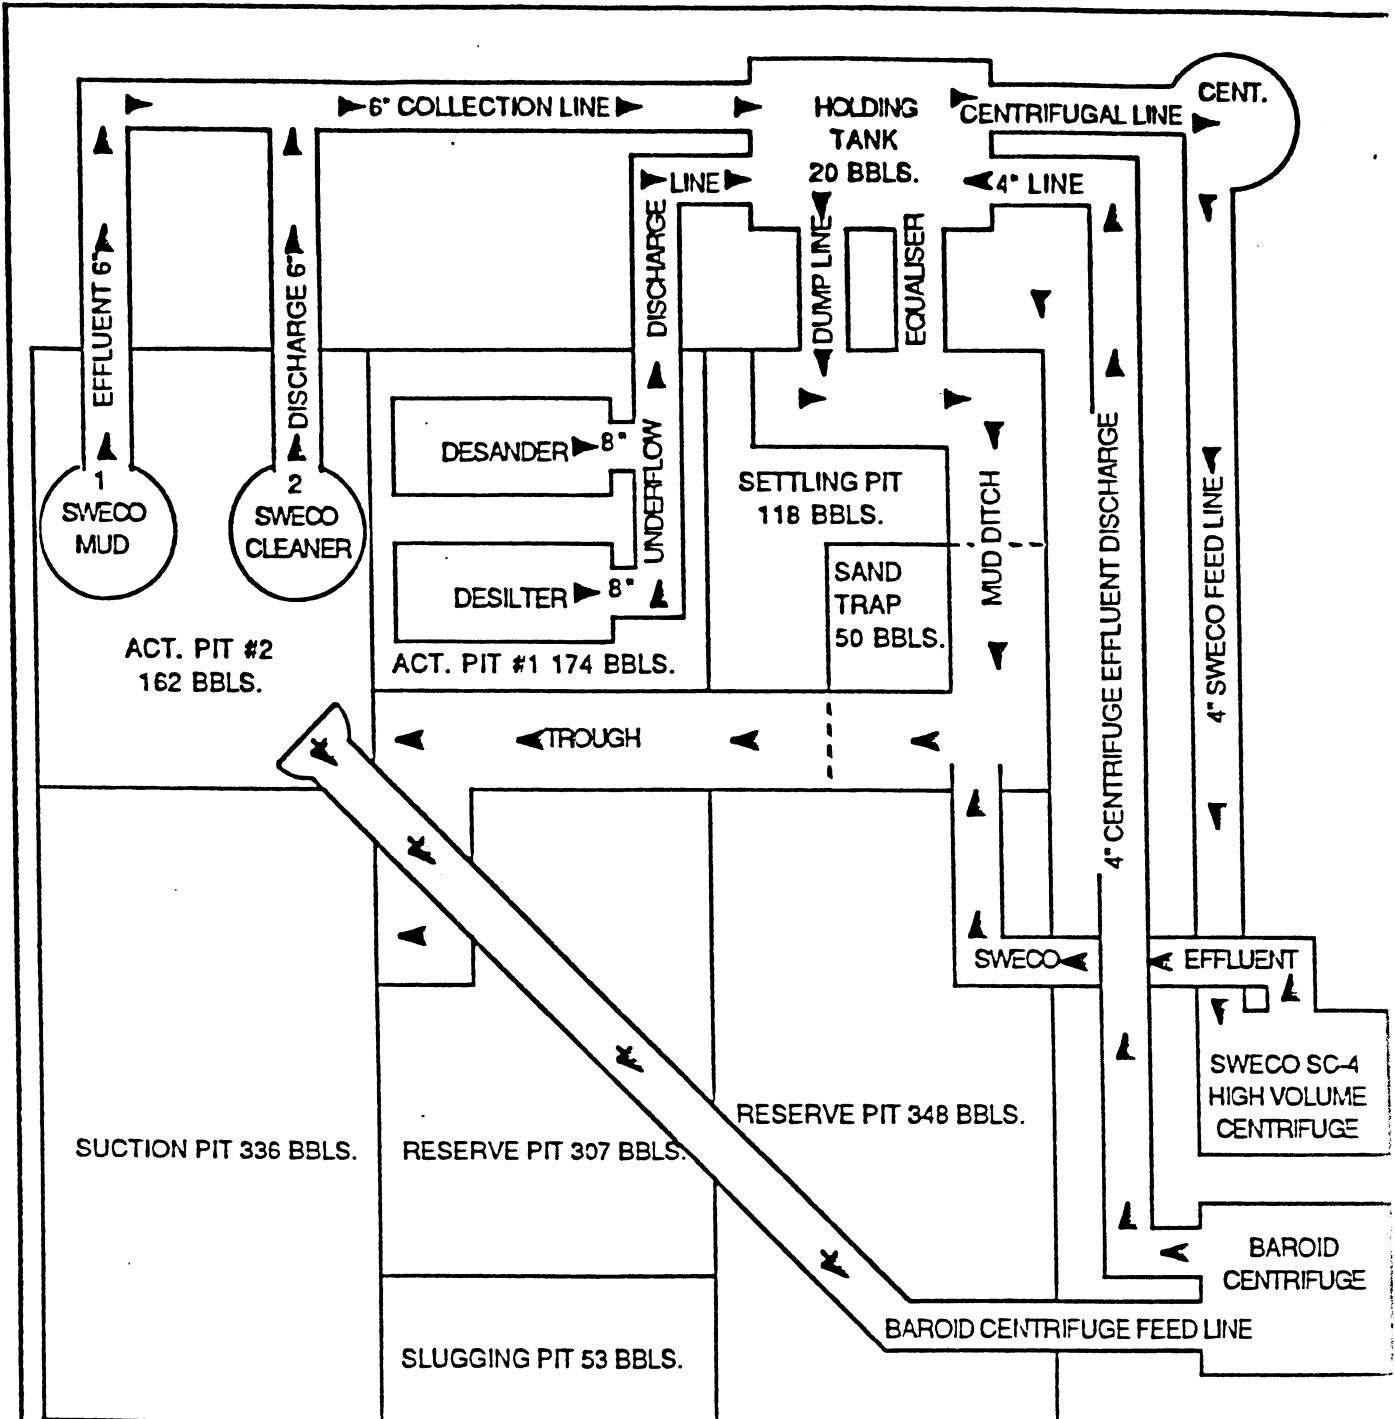 6" COLLECTION LINE
HOLDING
TANK
20 BBLS.
CENTRIFUGAL LINE
CENT.
LINE
4" LINE
EFFLUENT 6"
DISCHARGE 6"
DISCHARGE
DUMP LINE
EQUALISER
1
SWECO
MUD
2
SWECO
CLEANER
DESANDER
8"
UNDERFLOW
DESILTER
8"
SETTLING PIT
118 BBLS.
SAND
TRAP
50 BBLS.
MUD DITCH
4" CENTRIFUGE EFFLUENT DISCHARGE
4" SWECO FEED LINE
ACT. PIT #2
162 BBLS.
ACT. PIT #1 174 BBLS.
TROUGH
SWECO
EFFLUENT
SWECO SC-4
HIGH VOLUME
CENTRIFUGE
SUCTION PIT 336 BBLS.
RESERVE PIT 307 BBLS.
RESERVE PIT 348 BBLS.
BAROID
CENTRIFUGE
BAROID CENTRIFUGE FEED LINE
SLUGGING PIT 53 BBLS.